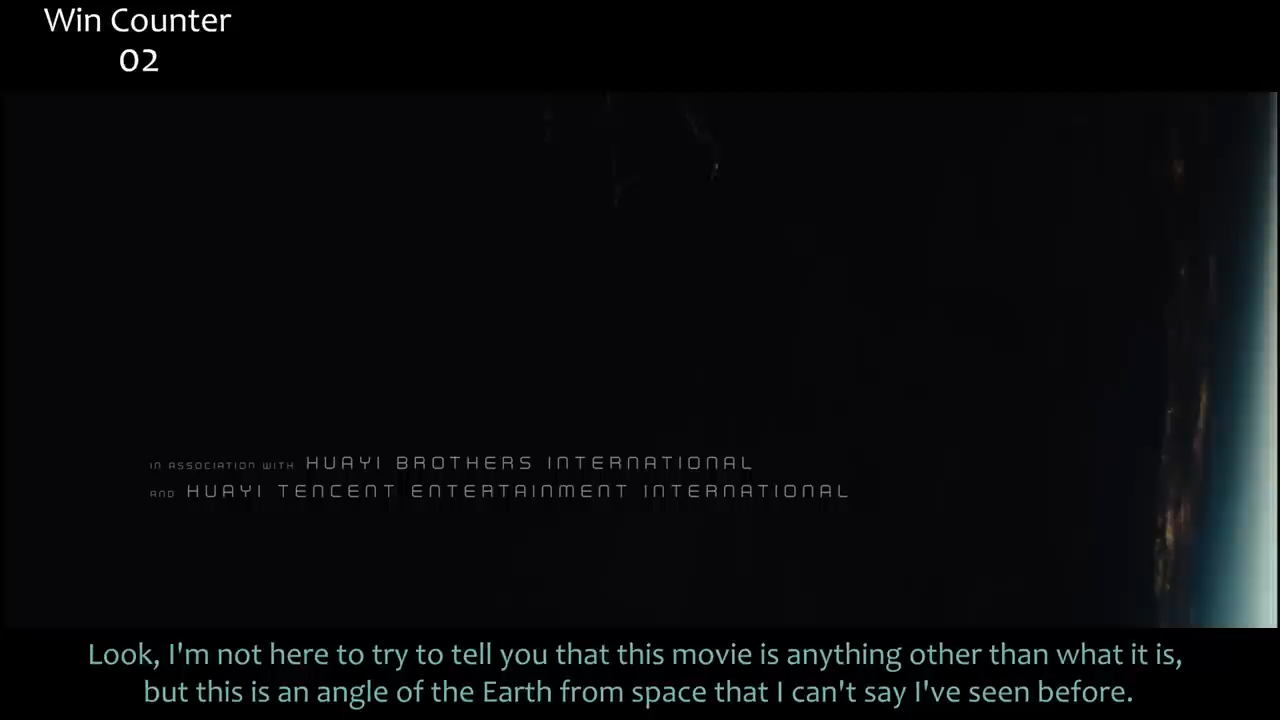 Win Counter
02
IN ASSOCIATION WITH HUAYI BROTHERS INTERNATIONAL
AND HUAYI TENCENT ENTERTAINMENT INTERNATIONAL
Look, I'm not here to try to tell you that this movie is anything other than what it is,
but this is an angle of the Earth from space that I can't say I've seen before.